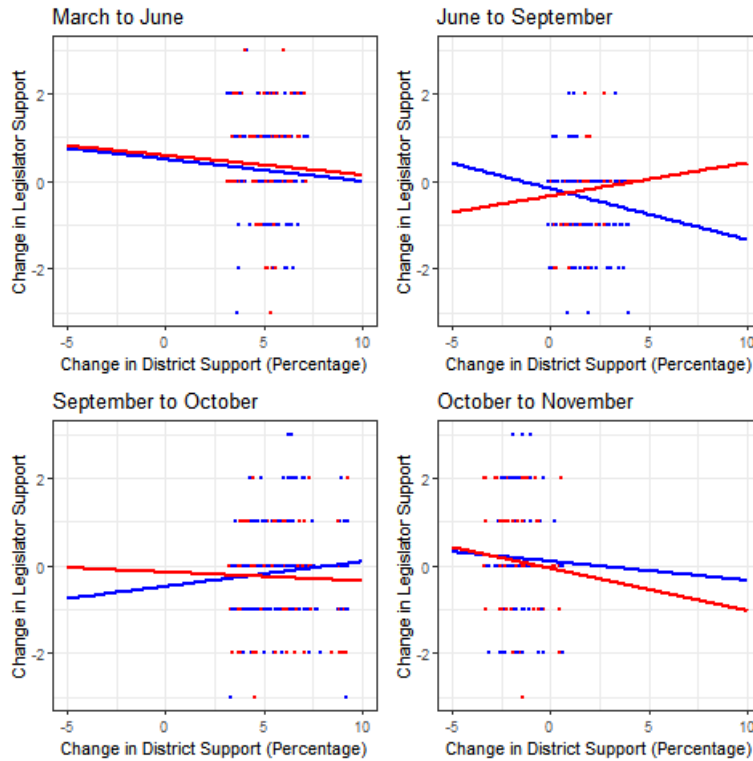 March to June
June to September
Change in Legislator Support
2
0
-2
-5
0
5
10
Change in District Support (Percentage)
Change in Legislator Support
2
0
-2
-5
0
5
10
Change in District Support (Percentage)
September to October
October to November
Change in Legislator Support
2
0
-2
-5
0
5
10
Change in District Support (Percentage)
Change in Legislator Support
2
0
-2
-5
0
5
10
Change in District Support (Percentage)